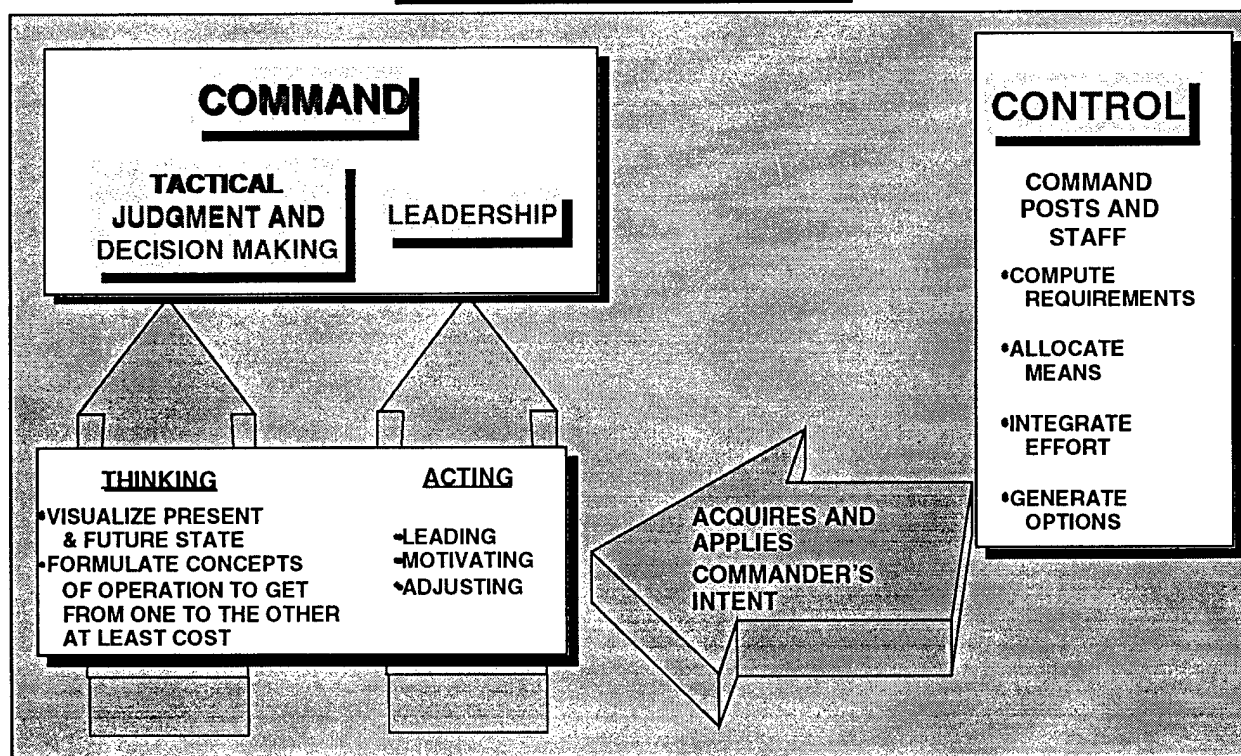 COMMAND
TACTICAL
JUDGMENT AND
DECISION MAKING
LEADERSHIP
THINKING
•VISUALIZE PRESENT
& FUTURE STATE
•FORMULATE CONCEPTS
OF OPERATION TO GET
FROM ONE TO THE OTHER
AT LEAST COST
ACTING
•LEADING
•MOTIVATING
•ADJUSTING
ACQUIRES AND
APPLIES
COMMANDER'S
INTENT
CONTROL
COMMAND
POSTS AND
STAFF
•COMPUTE
REQUIREMENTS
•ALLOCATE
MEANS
•INTEGRATE
EFFORT
•GENERATE
OPTIONS